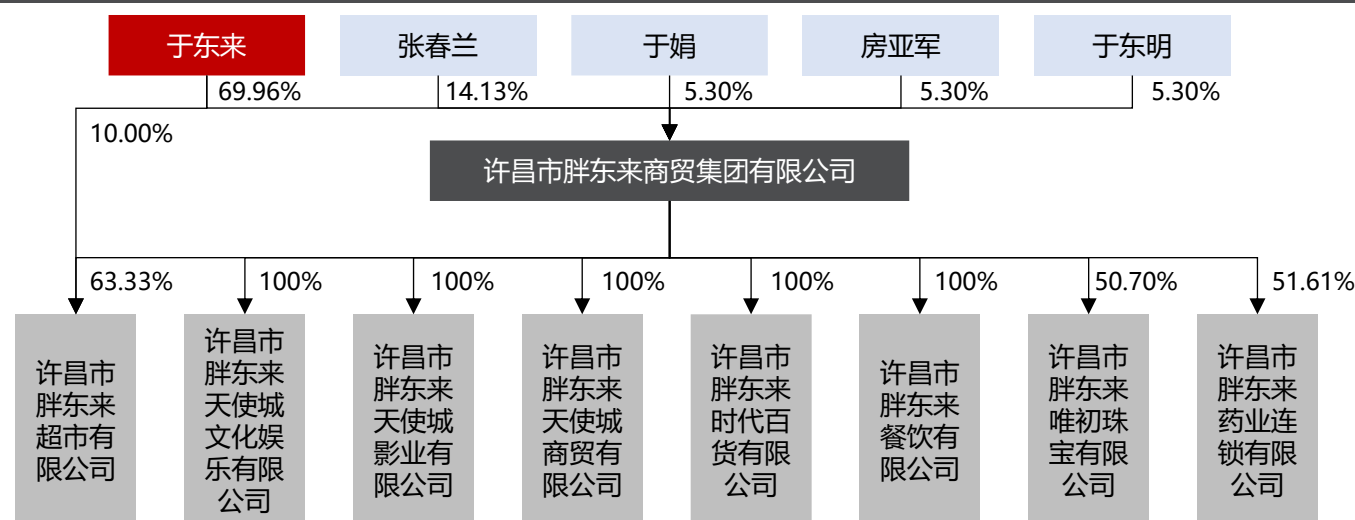 于东来
张春兰
于娟
房亚军
于东明
69.96%
14.13%
5.30%
5.30%
5.30%
10.00%
许昌市胖东来商贸集团有限公司
63.33%
100%
100%
100%
100%
100%
50.70%
51.61%
许昌市
胖东来
超市有
限公司
许昌市
胖东来
天使城
文化娱
乐有限
公司
许昌市
胖东来
天使城
影业有
限公司
许昌市
胖东来
天使城
商贸有
限公司
许昌市
胖东来
时代百
货有限
公司
许昌市
胖东来
餐饮有
限公司
许昌市
胖东来
唯初珠
宝有限
公司
许昌市
胖东来
药业连
锁有限
公司